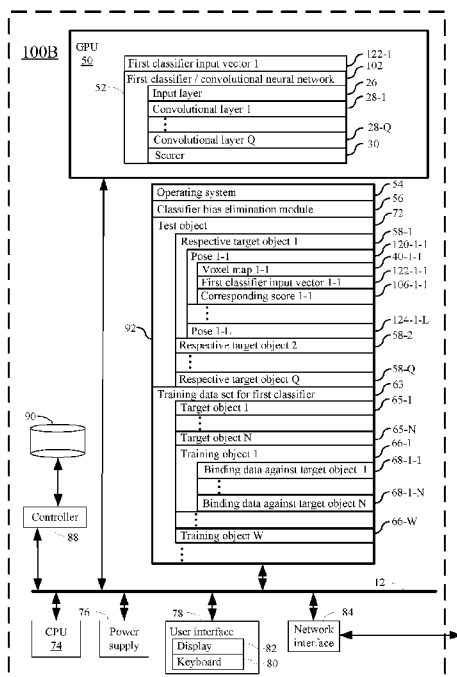 100B
GPU
50
First classifier input vector 1
122-1
First classifier / convolutional neural network
102
52
Input layer
26
Convolutional layer 1
28-1
Convolutional layer Q
28-Q
Scorer
30
Operating system
54
Classifier bias elimination module
56
Test object
72
Respective target object 1
58-1
Pose 1-1
120-1-1
Voxel map 1-1
40-1-1
First classifier input vector 1-1
122-1-1
Corresponding score 1-1
106-1-1
92
Pose 1-L
124-1-L
Respective target object 2
58-2
Respective target object Q
58-Q
Training data set for first classifier
63
Target object 1
65-1
Target object N
65-N
Training object 1
66-1
Binding data against target object 1
68-1-1
Binding data against target object N
68-1-N
Training object W
66-W
90
Controller
88
12
CPU
74
76
Power
supply
78
User interface
Display
82
Keyboard
80
84
Network
interface